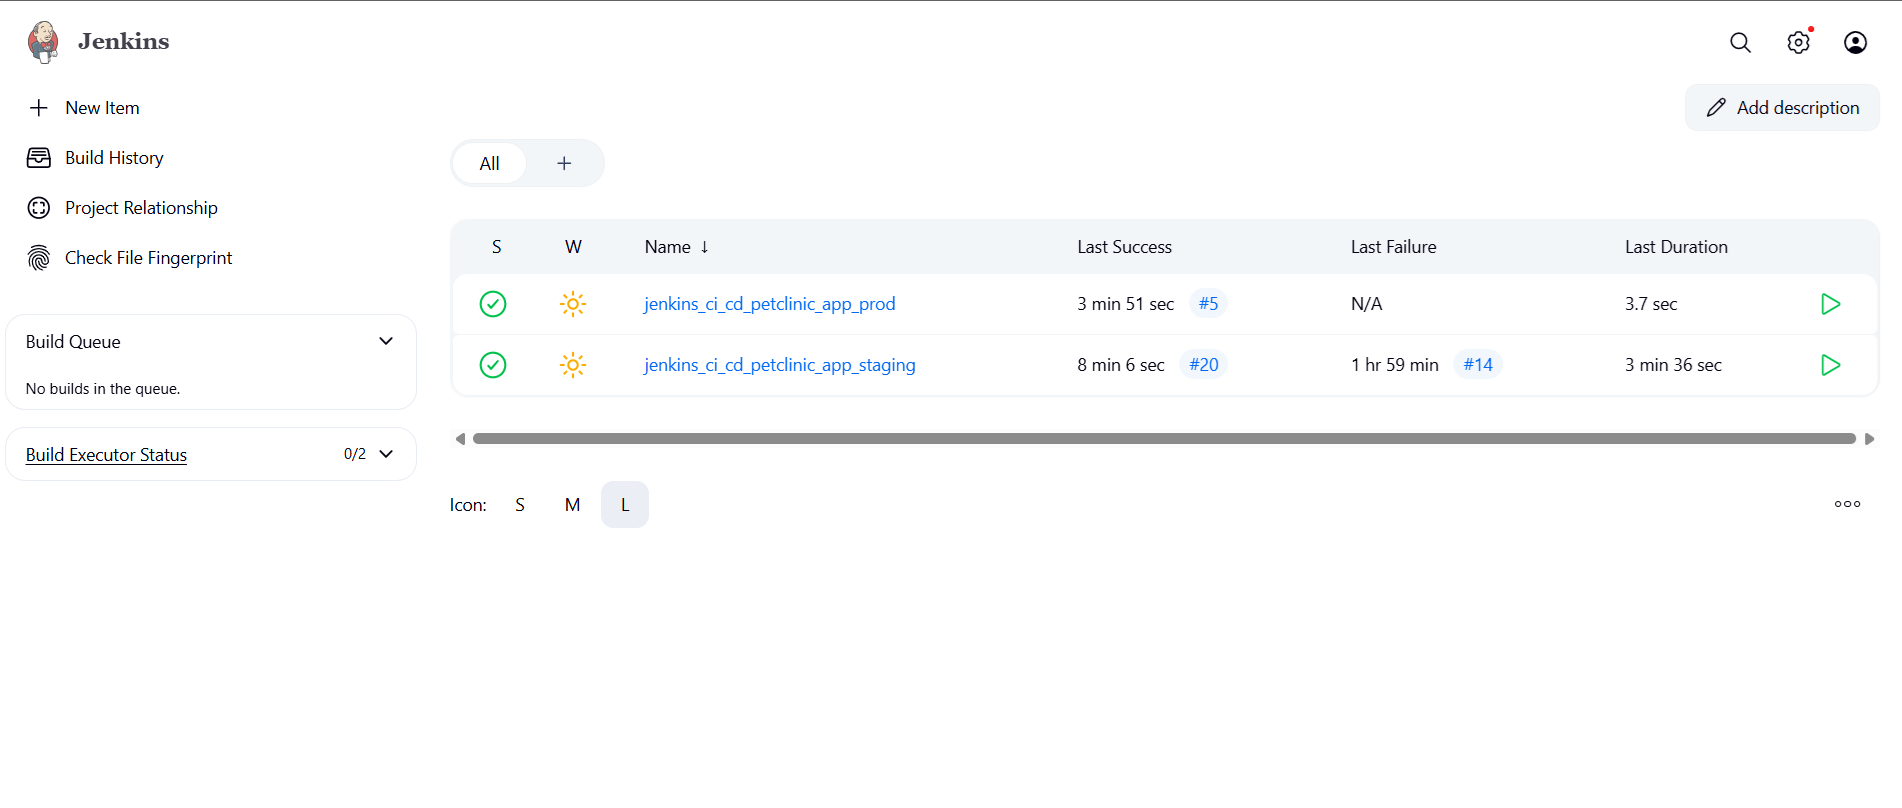 Jenkins
New Item
Build History
Project Relationship
Check File Fingerprint
Build Queue
No builds in the queue.
Build Executor Status 0/2
Add description
All +
S W Name ↓ Last Success Last Failure Last Duration
jenkins_ci_cd_petclinic_app_prod 3 min 51 sec #5 N/A 3.7 sec
jenkins_ci_cd_petclinic_app_staging 8 min 6 sec #20 1 hr 59 min #14 3 min 36 sec
Icon: S M L